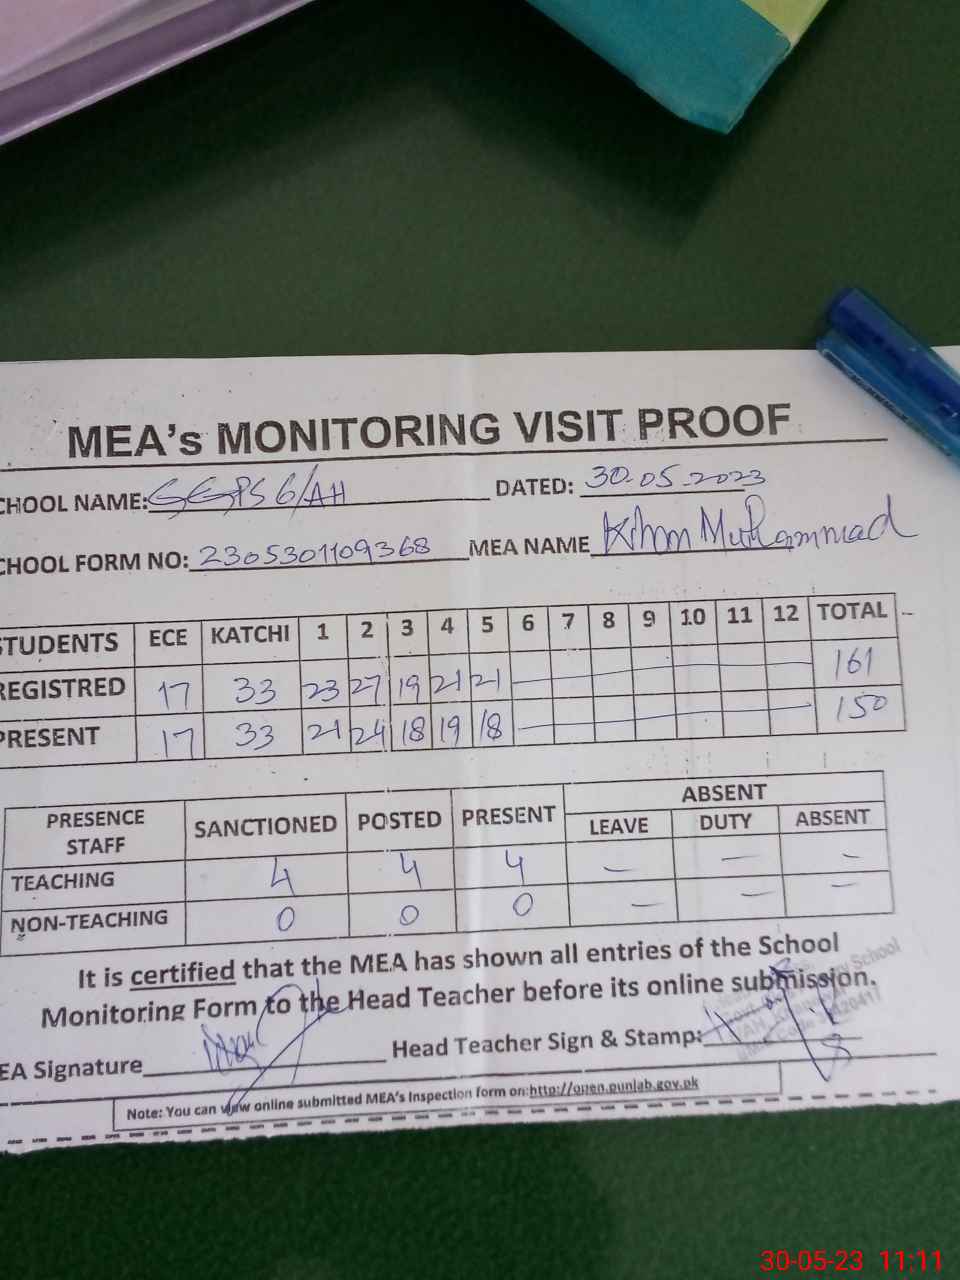 MEA's MONITORING VISIT PROOF
CHOOL NAME: GGPS 6/AH DATED: 30.05.2023
CHOOL FORM NO: 2305301109368 MEA NAME Muhammad
STUDENTS ECE KATCHI 1 2 3 4 5 6 7 8 9 10 11 12 TOTAL
REGISTRED 17 33 23 27 19 21 21 161
PRESENT 17 33 21 24 18 19 18 150
PRESENCE STAFF SANCTIONED POSTED PRESENT ABSENT
LEAVE DUTY ABSENT
TEACHING 4 4 4 — — —
NON-TEACHING 0 0 0 — — —
It is certified that the MEA has shown all entries of the School
Monitoring Form to the Head Teacher before its online submission.
EA Signature Head Teacher Sign & Stamp:
School
Note: You can view online submitted MEA's Inspection form on:http://open.punjab.gov.pk
30-05-23 11:11